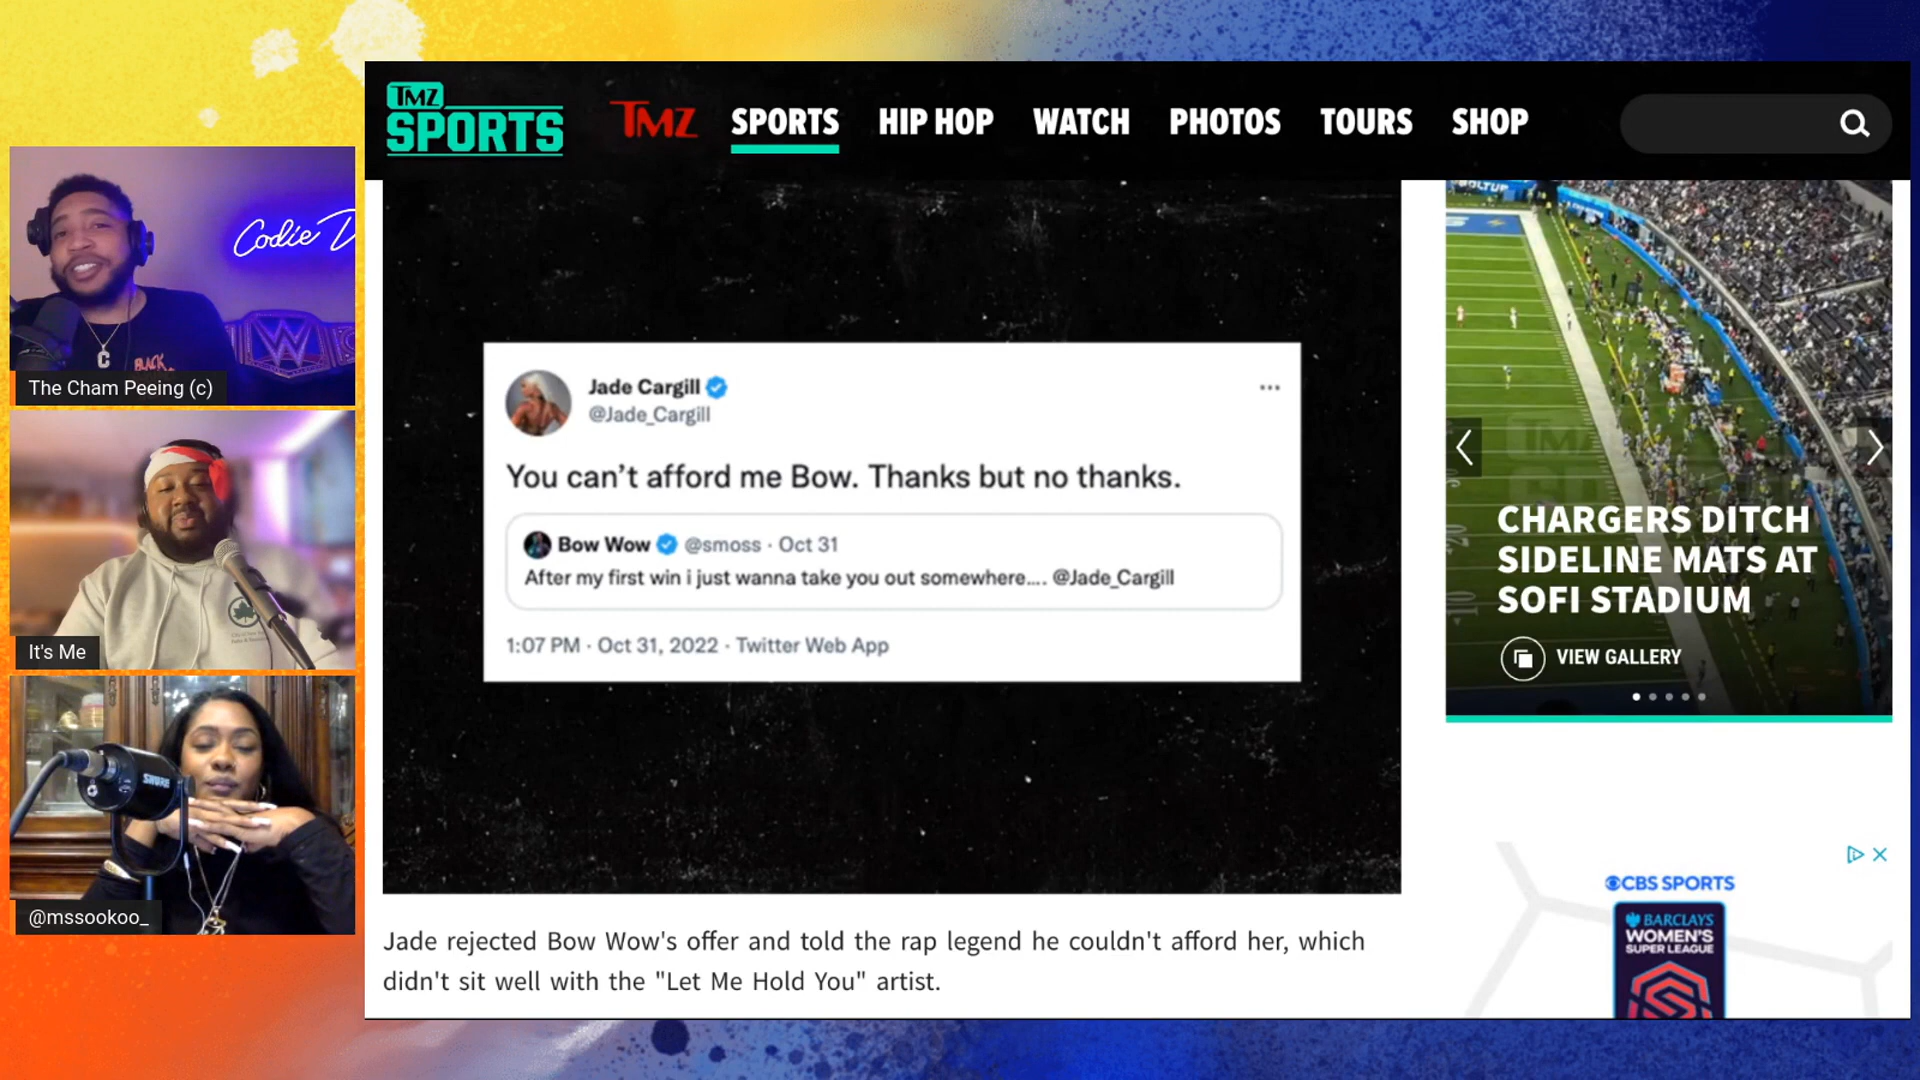 TMZ
SPORTS
TMZ
SPORTS
HIP HOP
WATCH
PHOTOS
TOURS
SHOP
Codie D
BLACK
The Cham Peeing (c)
It's Me
SHURE
@mssookoo_
Jade Cargill
@Jade_Cargill
You can't afford me Bow. Thanks but no thanks.
Bow Wow @smoss · Oct 31
After my first win i just wanna take you out somewhere.... @Jade_Cargill
1:07 PM · Oct 31, 2022 · Twitter Web App
Jade rejected Bow Wow's offer and told the rap legend he couldn't afford her, which
didn't sit well with the "Let Me Hold You" artist.
CHARGERS DITCH
SIDELINE MATS AT
SOFI STADIUM
VIEW GALLERY
CBS SPORTS
BARCLAYS
WOMEN'S
SUPER LEAGUE